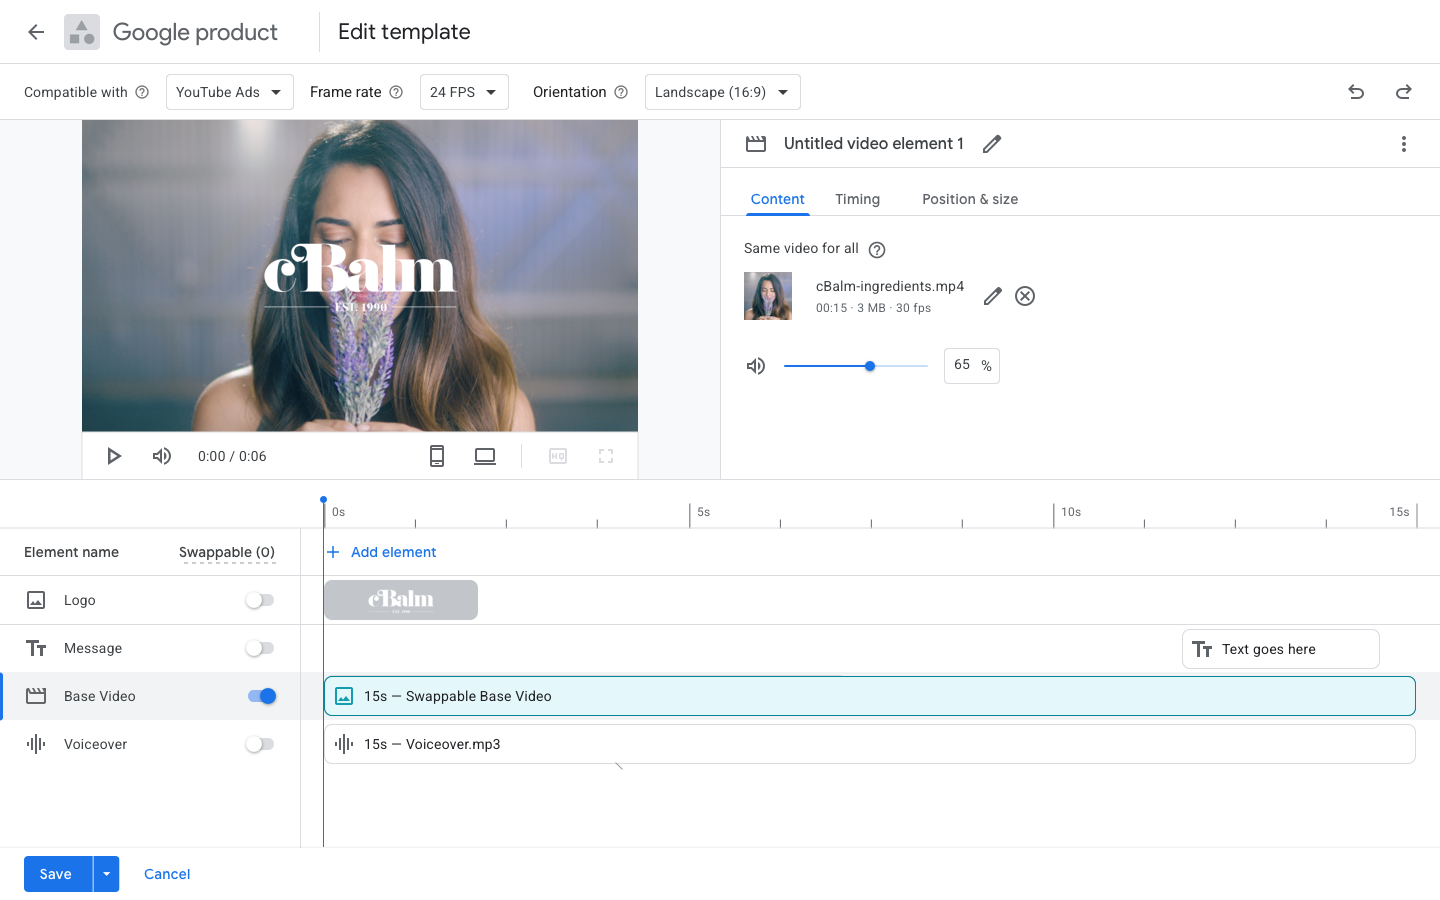 Google product
Edit template
Compatible with
YouTube Ads
Frame rate
24 FPS
Orientation
Landscape (16:9)
cBalm
EST. 1990
Untitled video element 1
Content
Timing
Position & size
Same video for all
cBalm-ingredients.mp4
00:15 · 3 MB · 30 fps
65 %
0:00 / 0:06
HQ
0s
5s
10s
15s
Element name
Swappable (0)
+ Add element
Logo
cBalm
Message
Text goes here
Base Video
15s — Swappable Base Video
Voiceover
15s — Voiceover.mp3
Save
Cancel